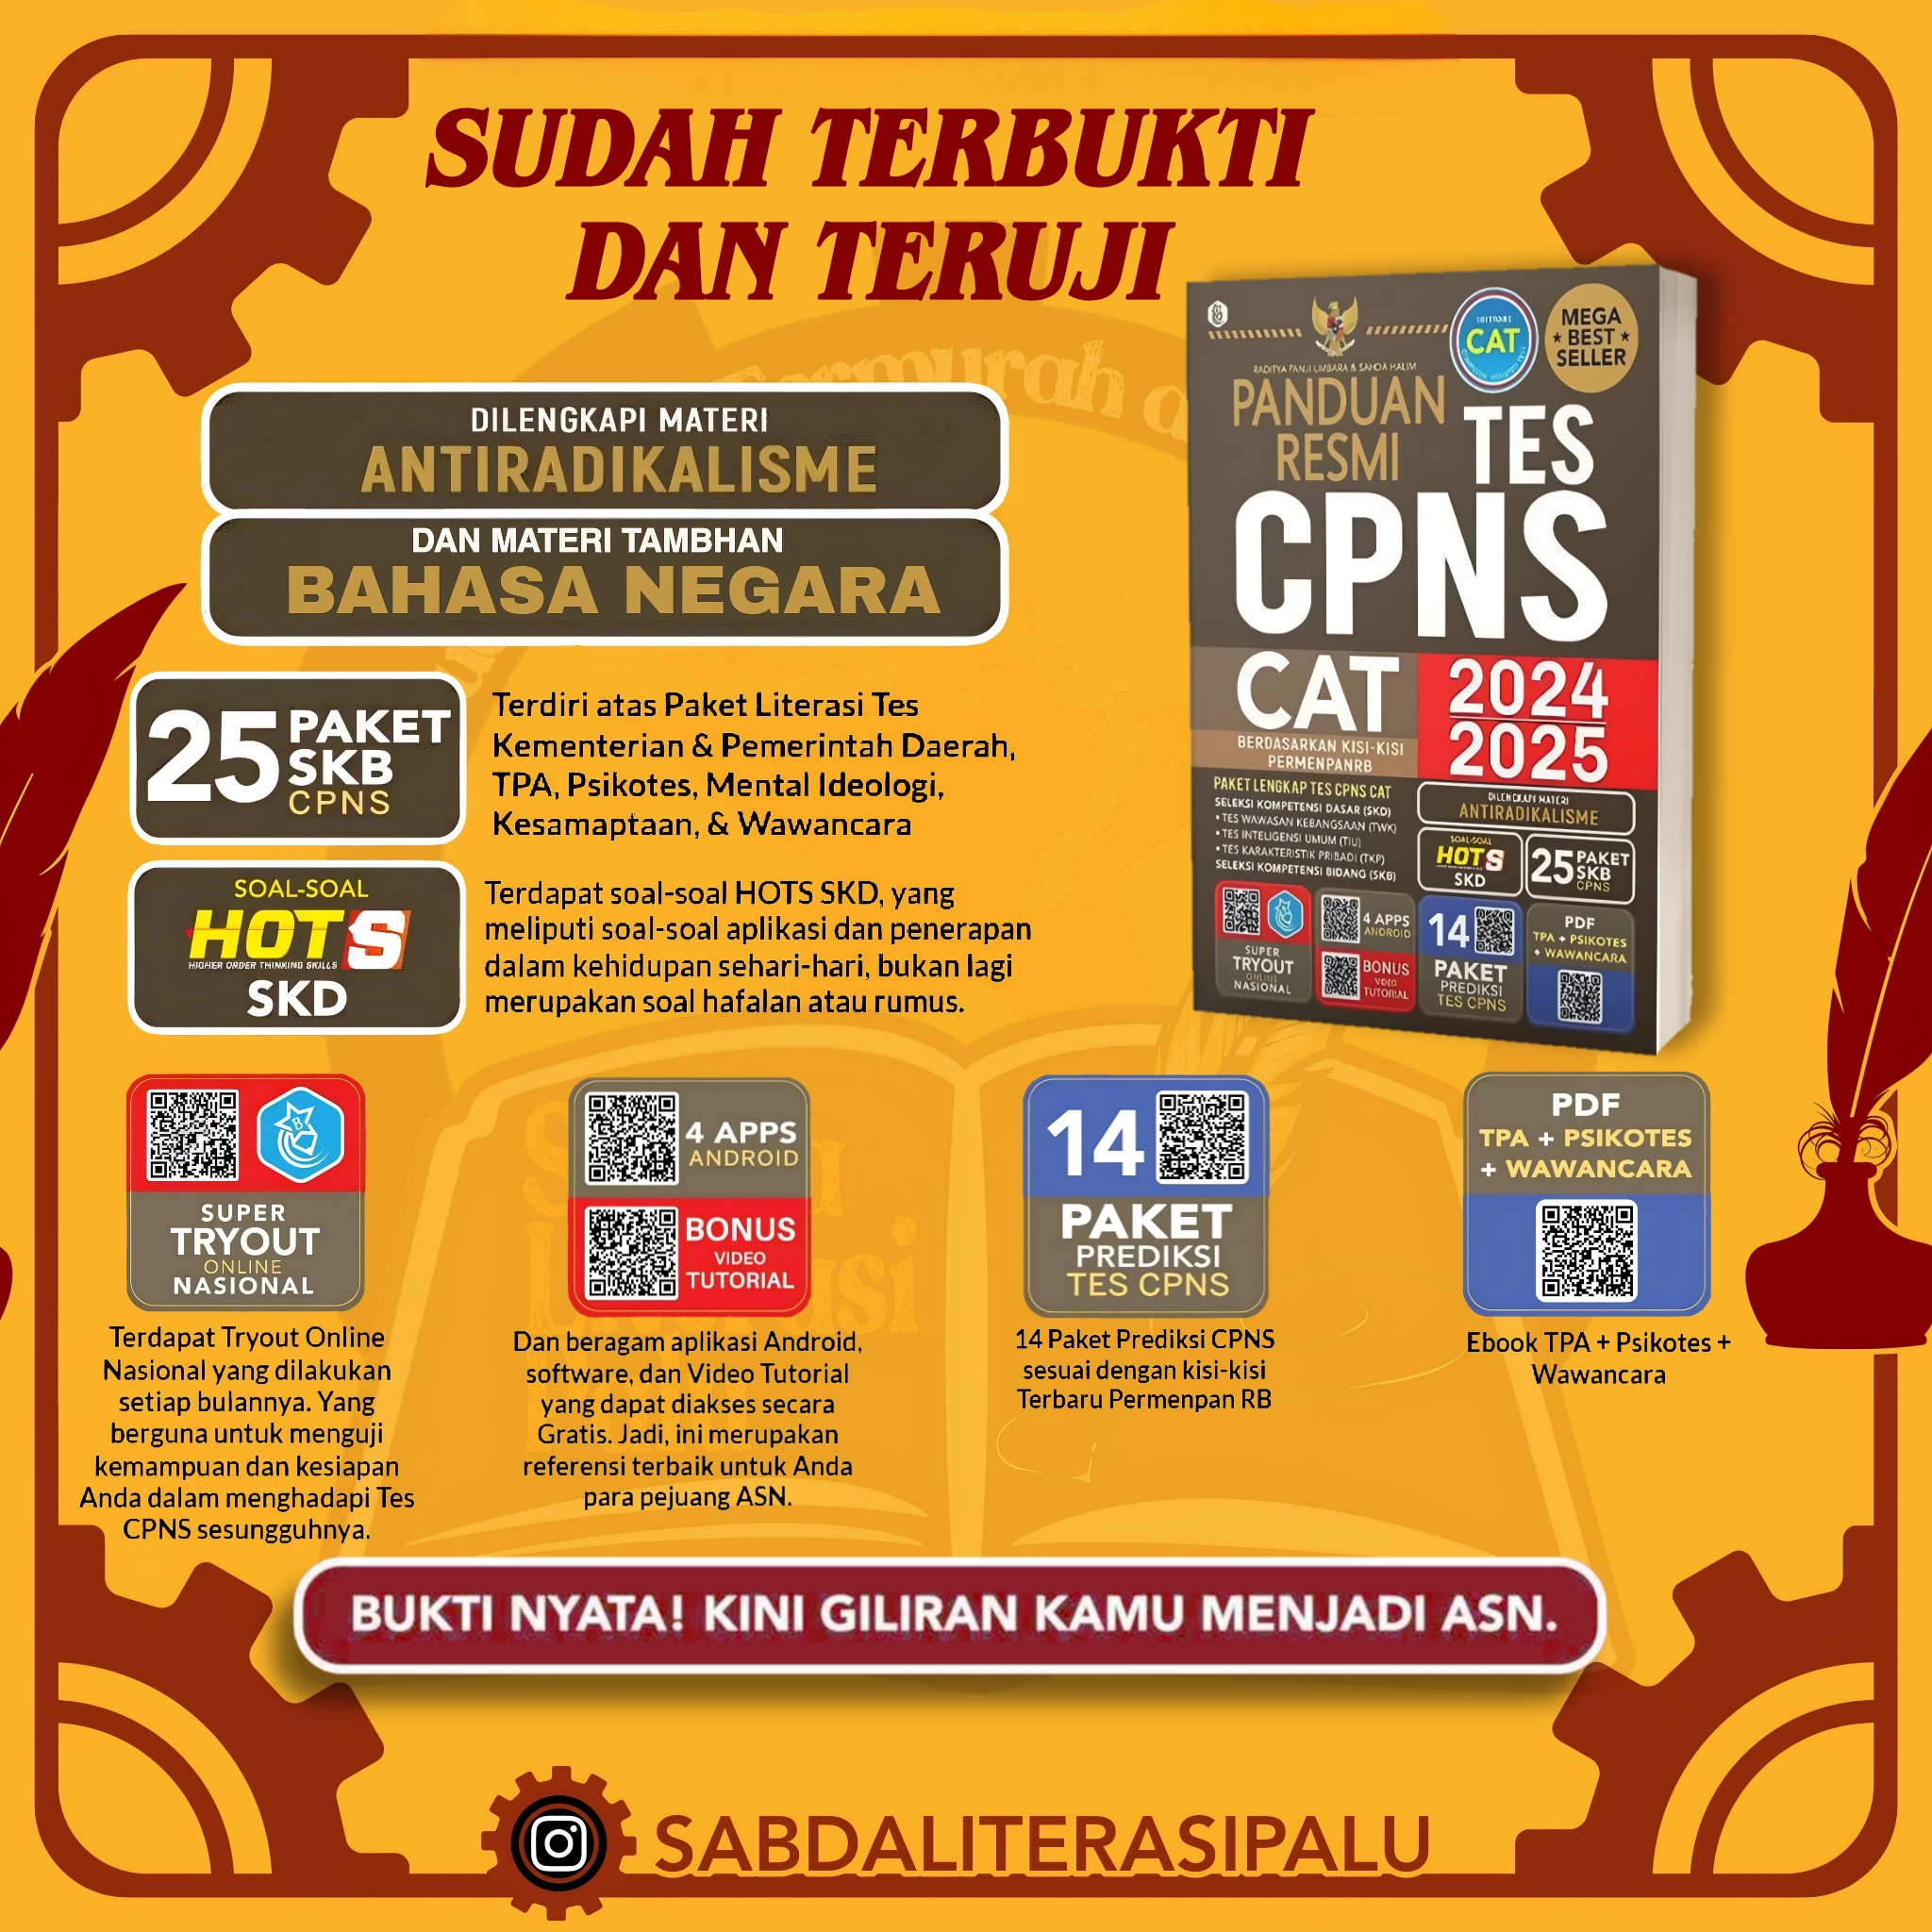 SUDAH TERBUKTI
DAN TERUJI
DILENGKAPI MATERI
ANTIRADIKALISME
DAN MATERI TAMBHAN
BAHASA NEGARA
25 PAKET
SKB
CPNS
Terdiri atas Paket Literasi Tes
Kementerian & Pemerintah Daerah,
TPA, Psikotes, Mental Ideologi,
Kesamaptaan, & Wawancara
SOAL-SOAL
HOTS
HIGHER ORDER THINKING SKILLS
SKD
Terdapat soal-soal HOTS SKD, yang
meliputi soal-soal aplikasi dan penerapan
dalam kehidupan sehari-hari, bukan lagi
merupakan soal hafalan atau rumus.
CAT
MEGA
BEST
SELLER
RADITYA PANJI UMBARA & SAHDA HALIM
PANDUAN
RESMI
TES
CPNS
CAT
2024
2025
BERDASARKAN KISI-KISI
PERMENPANRB
PAKET LENGKAP TES CPNS CAT
SELEKSI KOMPETENSI DASAR (SKD)
• TES WAWASAN KEBANGSAAN (TWK)
• TES INTELIGENSI UMUM (TIU)
• TES KARAKTERISTIK PRIBADI (TKP)
SELEKSI KOMPETENSI BIDANG (SKB)
DILENGKAPI MATERI
ANTIRADIKALISME
SOAL-SOAL
HOTS
SKD
25 PAKET
SKB
CPNS
SUPER
TRYOUT
ONLINE
NASIONAL
4 APPS
ANDROID
BONUS
VIDEO
TUTORIAL
14
PAKET
PREDIKSI
TES CPNS
PDF
TPA + PSIKOTES
+ WAWANCARA
SUPER
TRYOUT
ONLINE
NASIONAL
Terdapat Tryout Online
Nasional yang dilakukan
setiap bulannya. Yang
berguna untuk menguji
kemampuan dan kesiapan
Anda dalam menghadapi Tes
CPNS sesungguhnya.
4 APPS
ANDROID
BONUS
VIDEO
TUTORIAL
Dan beragam aplikasi Android,
software, dan Video Tutorial
yang dapat diakses secara
Gratis. Jadi, ini merupakan
referensi terbaik untuk Anda
para pejuang ASN.
14
PAKET
PREDIKSI
TES CPNS
14 Paket Prediksi CPNS
sesuai dengan kisi-kisi
Terbaru Permenpan RB
PDF
TPA + PSIKOTES
+ WAWANCARA
Ebook TPA + Psikotes +
Wawancara
BUKTI NYATA! KINI GILIRAN KAMU MENJADI ASN.
SABDALITERASIPALU